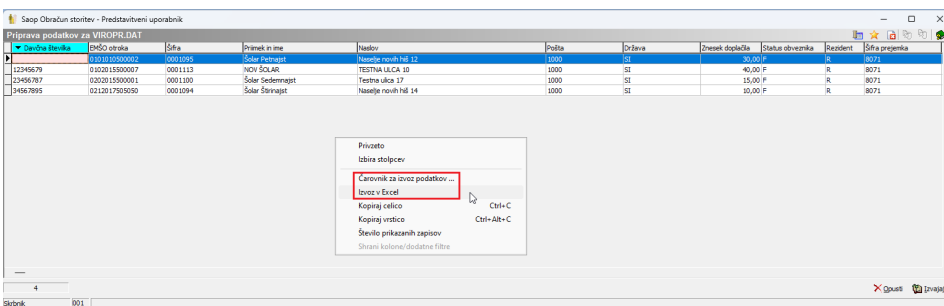 Saop Obračun storitev - Predstavitveni uporabnik
Priprava podatkov za VIROPR.DAT
Davčna številka EMŠO otroka Šifra Priimek in ime Naslov Pošta Država Znesek doplačila Status obveznika Rezident Šifra prejemka
0101010500002 0001095 Šolar Petnajst Naselje novih hiš 12 1000 SI 30,00 F R 8071
12345679 0102015500007 0001113 NOV ŠOLAR TESTNA ULCA 10 1000 SI 40,00 F R 8071
23456787 0202015500001 0001103 Šolar Sedemnajst Testna ulica 17 1000 SI 15,00 F R 8071
34567895 0212017505050 0001094 Šolar Štirinajst Naselje novih hiš 14 1000 SI 10,00 F R 8071
Privzeto
Izbira stolpcev
Čarovnik za izvoz podatkov ...
Izvoz v Excel
Kopiraj celico Ctrl+C
Kopiraj vrstico Ctrl+Alt+C
Število prikazanih zapisov
Shrani kolone/dodatne filtre
4
Opusti Izvajaj
Skrbnik 001